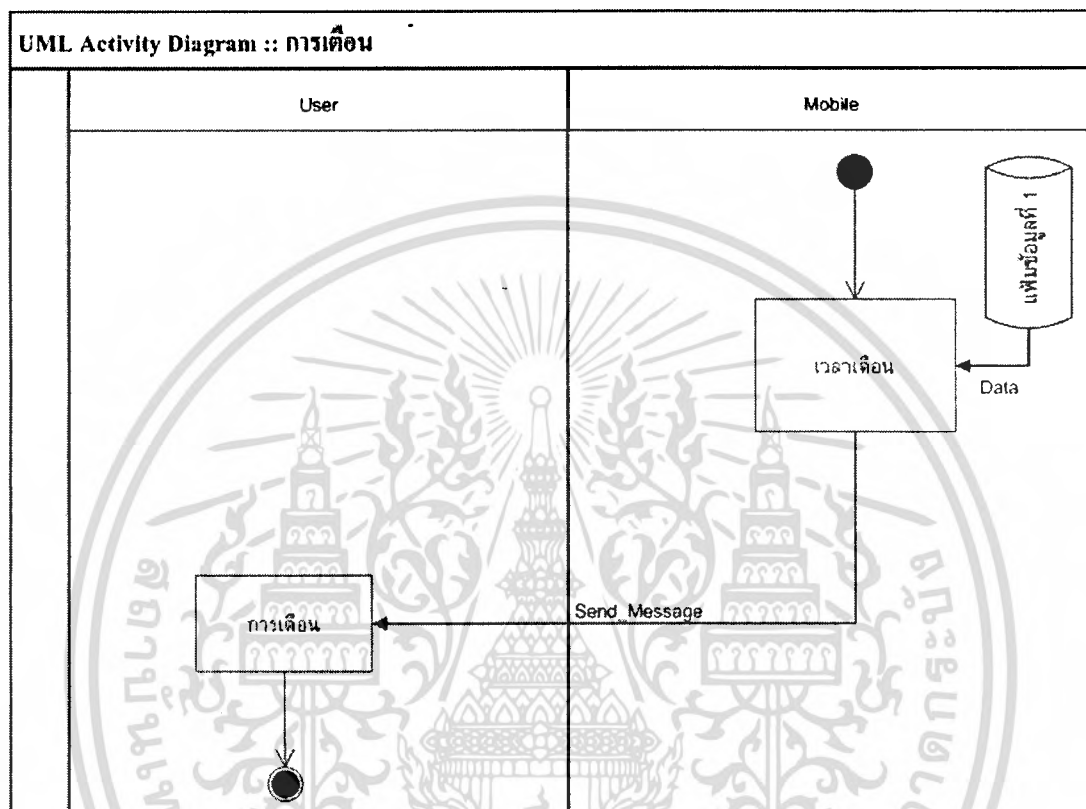 UML Activity Diagram :: การเตือน
User
Mobile
แฟ้มข้อมูลที่ 1
เวลาเตือน
Data
Send_Message
การเตือน